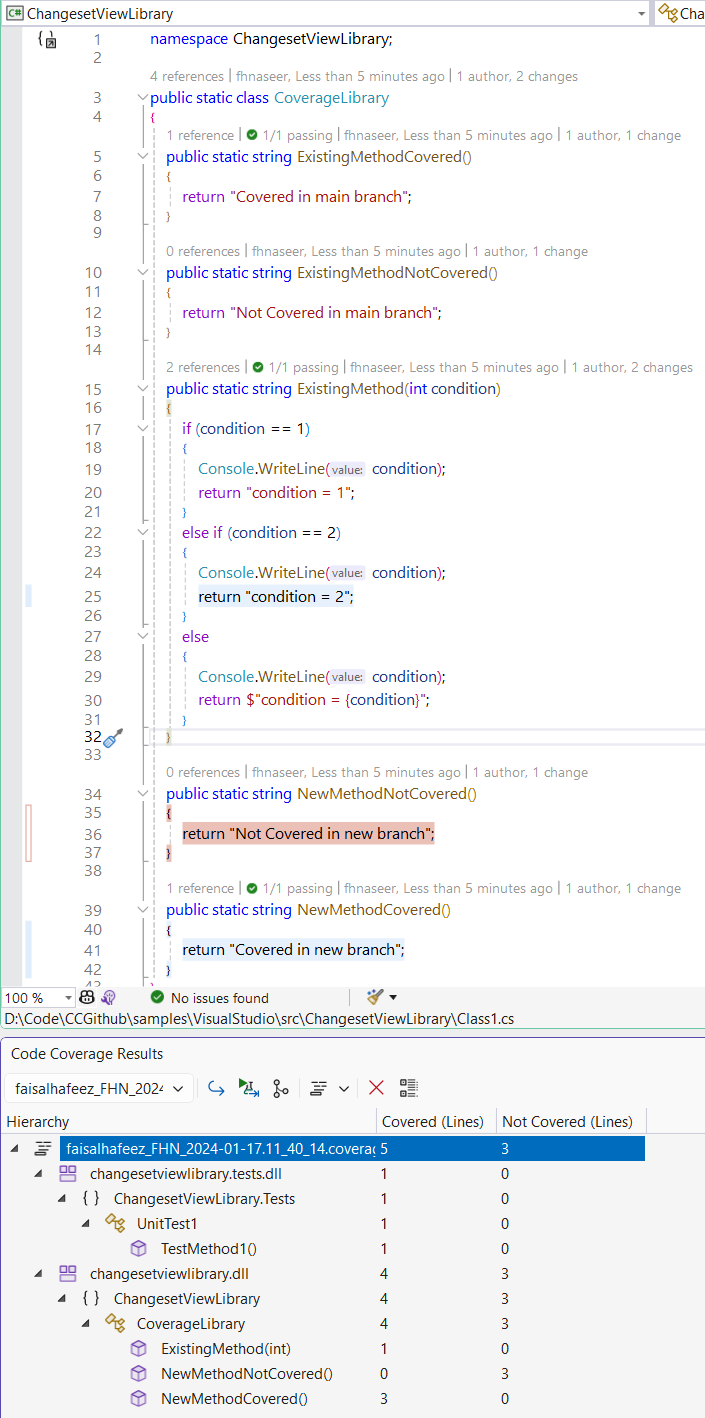 C# ChangesetViewLibrary Cha
1 namespace ChangesetViewLibrary;
2
4 references | fhnaseer, Less than 5 minutes ago | 1 author, 2 changes
3 public static class CoverageLibrary
4 {
1 reference | 1/1 passing | fhnaseer, Less than 5 minutes ago | 1 author, 1 change
5 public static string ExistingMethodCovered()
6 {
7 return "Covered in main branch";
8 }
9
0 references | fhnaseer, Less than 5 minutes ago | 1 author, 1 change
10 public static string ExistingMethodNotCovered()
11 {
12 return "Not Covered in main branch";
13 }
14
2 references | 1/1 passing | fhnaseer, Less than 5 minutes ago | 1 author, 2 changes
15 public static string ExistingMethod(int condition)
16 {
17 if (condition == 1)
18 {
19 Console.WriteLine(value: condition);
20 return "condition = 1";
21 }
22 else if (condition == 2)
23 {
24 Console.WriteLine(value: condition);
25 return "condition = 2";
26 }
27 else
28 {
29 Console.WriteLine(value: condition);
30 return $"condition = {condition}";
31 }
32 }
33
0 references | fhnaseer, Less than 5 minutes ago | 1 author, 1 change
34 public static string NewMethodNotCovered()
35 {
36 return "Not Covered in new branch";
37 }
38
1 reference | 1/1 passing | fhnaseer, Less than 5 minutes ago | 1 author, 1 change
39 public static string NewMethodCovered()
40 {
41 return "Covered in new branch";
42 }
43 }
100 % No issues found
D:\Code\CCGithub\samples\VisualStudio\src\ChangesetViewLibrary\Class1.cs
Code Coverage Results
faisalhafeez_FHN_2024
Hierarchy Covered (Lines) Not Covered (Lines)
faisalhafeez_FHN_2024-01-17.11_40_14.coverag 5 3
changesetviewlibrary.tests.dll 1 0
{ } ChangesetViewLibrary.Tests 1 0
UnitTest1 1 0
TestMethod1() 1 0
changesetviewlibrary.dll 4 3
{ } ChangesetViewLibrary 4 3
CoverageLibrary 4 3
ExistingMethod(int) 1 0
NewMethodNotCovered() 0 3
NewMethodCovered() 3 0